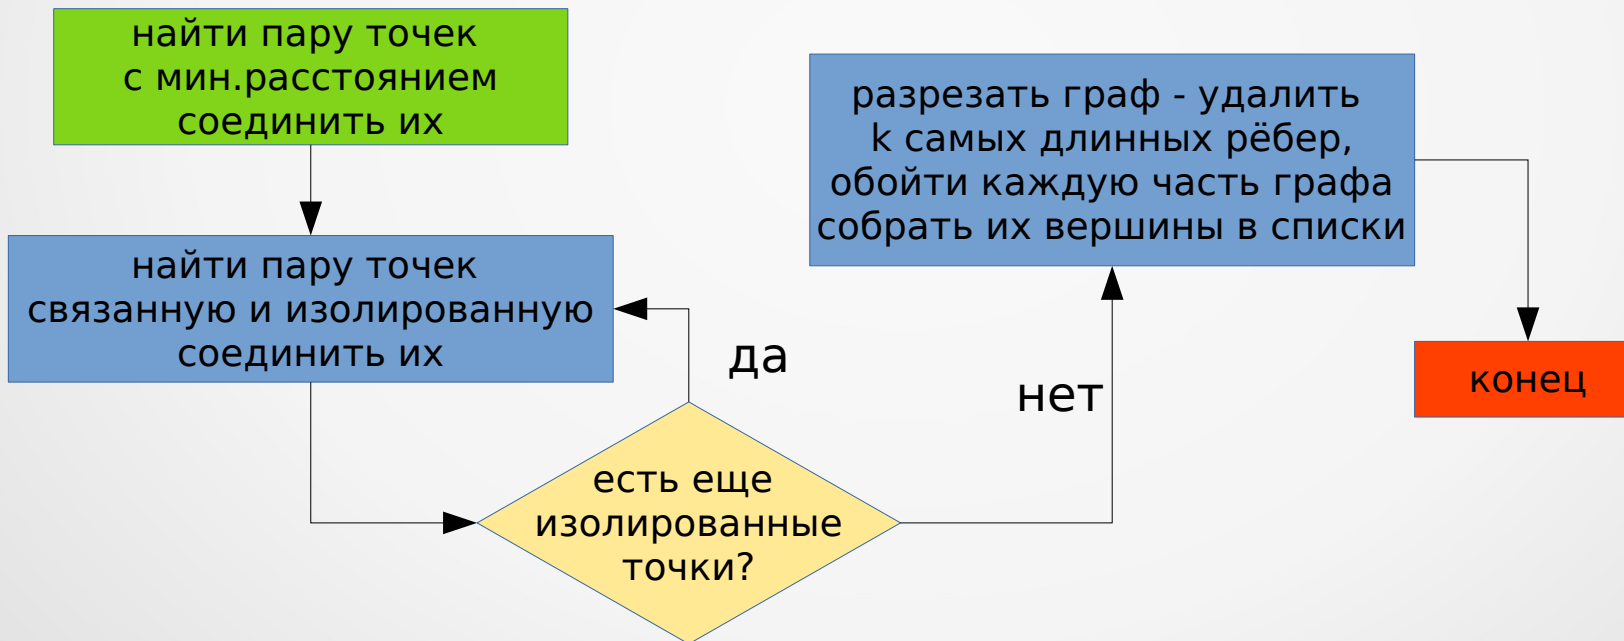 найти пару точек
с мин.расстоянием
соединить их
найти пару точек
связанную и изолированную
соединить их
да
есть еще
изолированные
точки?
нет
разрезать граф - удалить
k самых длинных рёбер,
обойти каждую часть графа
собрать их вершины в списки
конец